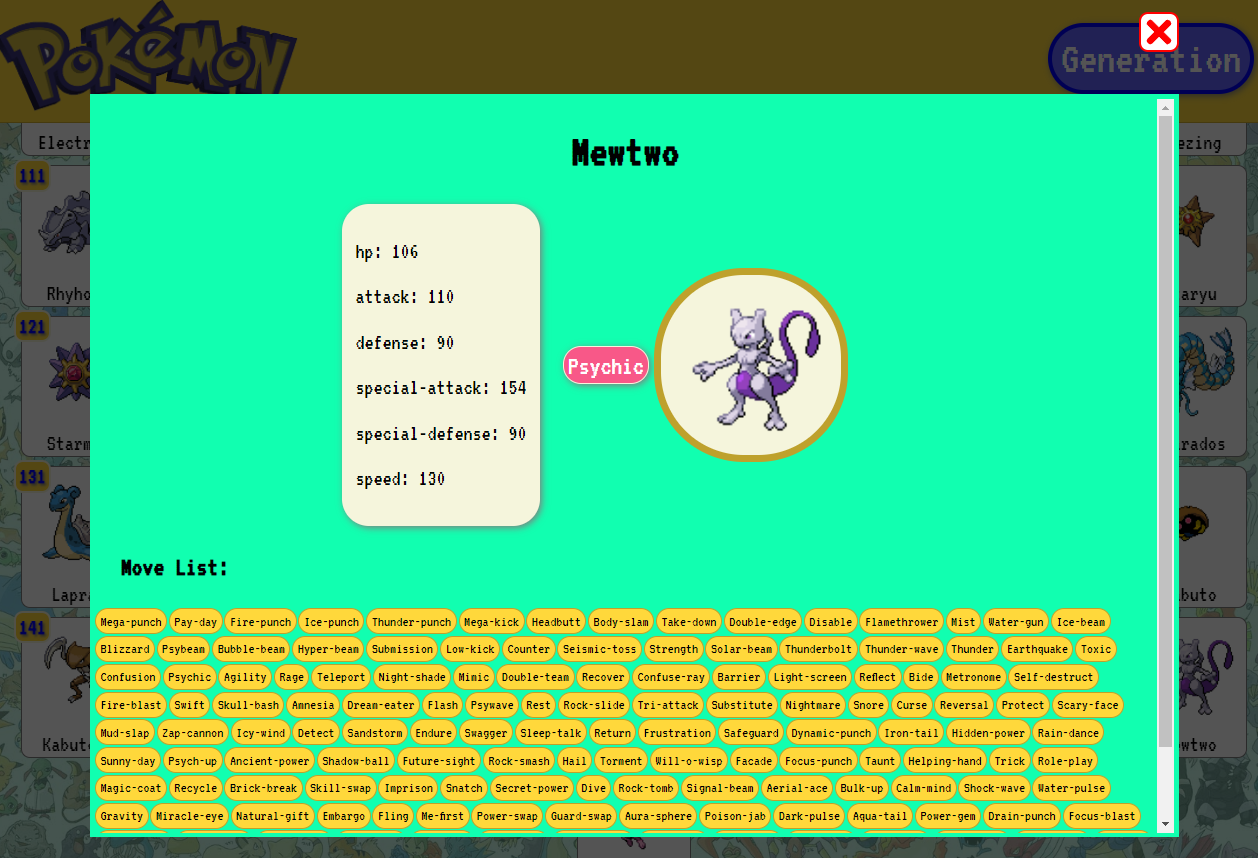 POKéMON
Generation
Electr
ezing
Mewtwo
111
hp: 106
attack: 110
Rhyho
aryu
121
defense: 90
Psychic
special-attack: 154
special-defense: 90
Starm
rados
131
speed: 130
Move List:
Lapra
buto
141
Mega-punch Pay-day Fire-punch Ice-punch Thunder-punch Mega-kick Headbutt Body-slam Take-down Double-edge Disable Flamethrower Mist Water-gun Ice-beam
Blizzard Psybeam Bubble-beam Hyper-beam Submission Low-kick Counter Seismic-toss Strength Solar-beam Thunderbolt Thunder-wave Thunder Earthquake Toxic
Confusion Psychic Agility Rage Teleport Night-shade Mimic Double-team Recover Confuse-ray Barrier Light-screen Reflect Bide Metronome Self-destruct
Fire-blast Swift Skull-bash Amnesia Dream-eater Flash Psywave Rest Rock-slide Tri-attack Substitute Nightmare Snore Curse Reversal Protect Scary-face
Mud-slap Zap-cannon Icy-wind Detect Sandstorm Endure Swagger Sleep-talk Return Frustration Safeguard Dynamic-punch Iron-tail Hidden-power Rain-dance
Kabut
ewtwo
Sunny-day Psych-up Ancient-power Shadow-ball Future-sight Rock-smash Hail Torment Will-o-wisp Facade Focus-punch Taunt Helping-hand Trick Role-play
Magic-coat Recycle Brick-break Skill-swap Imprison Snatch Secret-power Dive Rock-tomb Signal-beam Aerial-ace Bulk-up Calm-mind Shock-wave Water-pulse
Gravity Miracle-eye Natural-gift Embargo Fling Me-first Power-swap Guard-swap Aura-sphere Poison-jab Dark-pulse Aqua-tail Power-gem Drain-punch Focus-blast